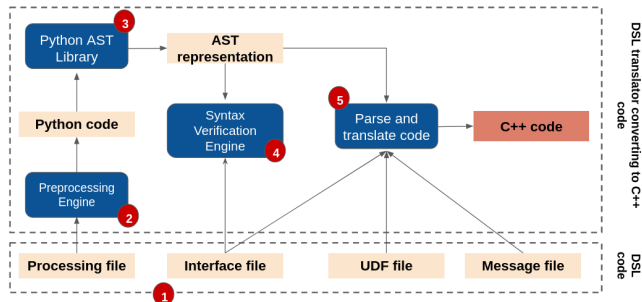 3
Python AST
Library
AST
representation
5
Python code
Syntax
Verification
Engine
4
Parse and
translate code
C++ code
Preprocessing
Engine
2
DSL translator converting to C++
code
Processing file
Interface file
UDF file
Message file
1
DSL
code